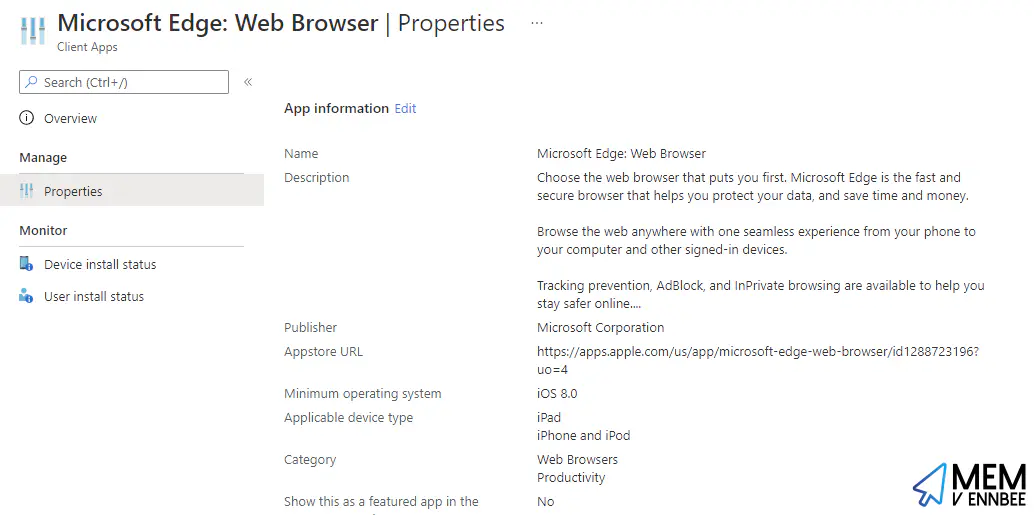 Microsoft Edge: Web Browser | Properties ...
Client Apps
Search (Ctrl+/)
«
Overview
Manage
Properties
Monitor
Device install status
User install status
App information Edit
Name Microsoft Edge: Web Browser
Description Choose the web browser that puts you first. Microsoft Edge is the fast and
secure browser that helps you protect your data, and save time and money.
Browse the web anywhere with one seamless experience from your phone to
your computer and other signed-in devices.
Tracking prevention, AdBlock, and InPrivate browsing are available to help you
stay safer online....
Publisher Microsoft Corporation
Appstore URL https://apps.apple.com/us/app/microsoft-edge-web-browser/id1288723196?
uo=4
Minimum operating system iOS 8.0
Applicable device type iPad
iPhone and iPod
Category Web Browsers
Productivity
Show this as a featured app in the No
MEM
V ENNBEE